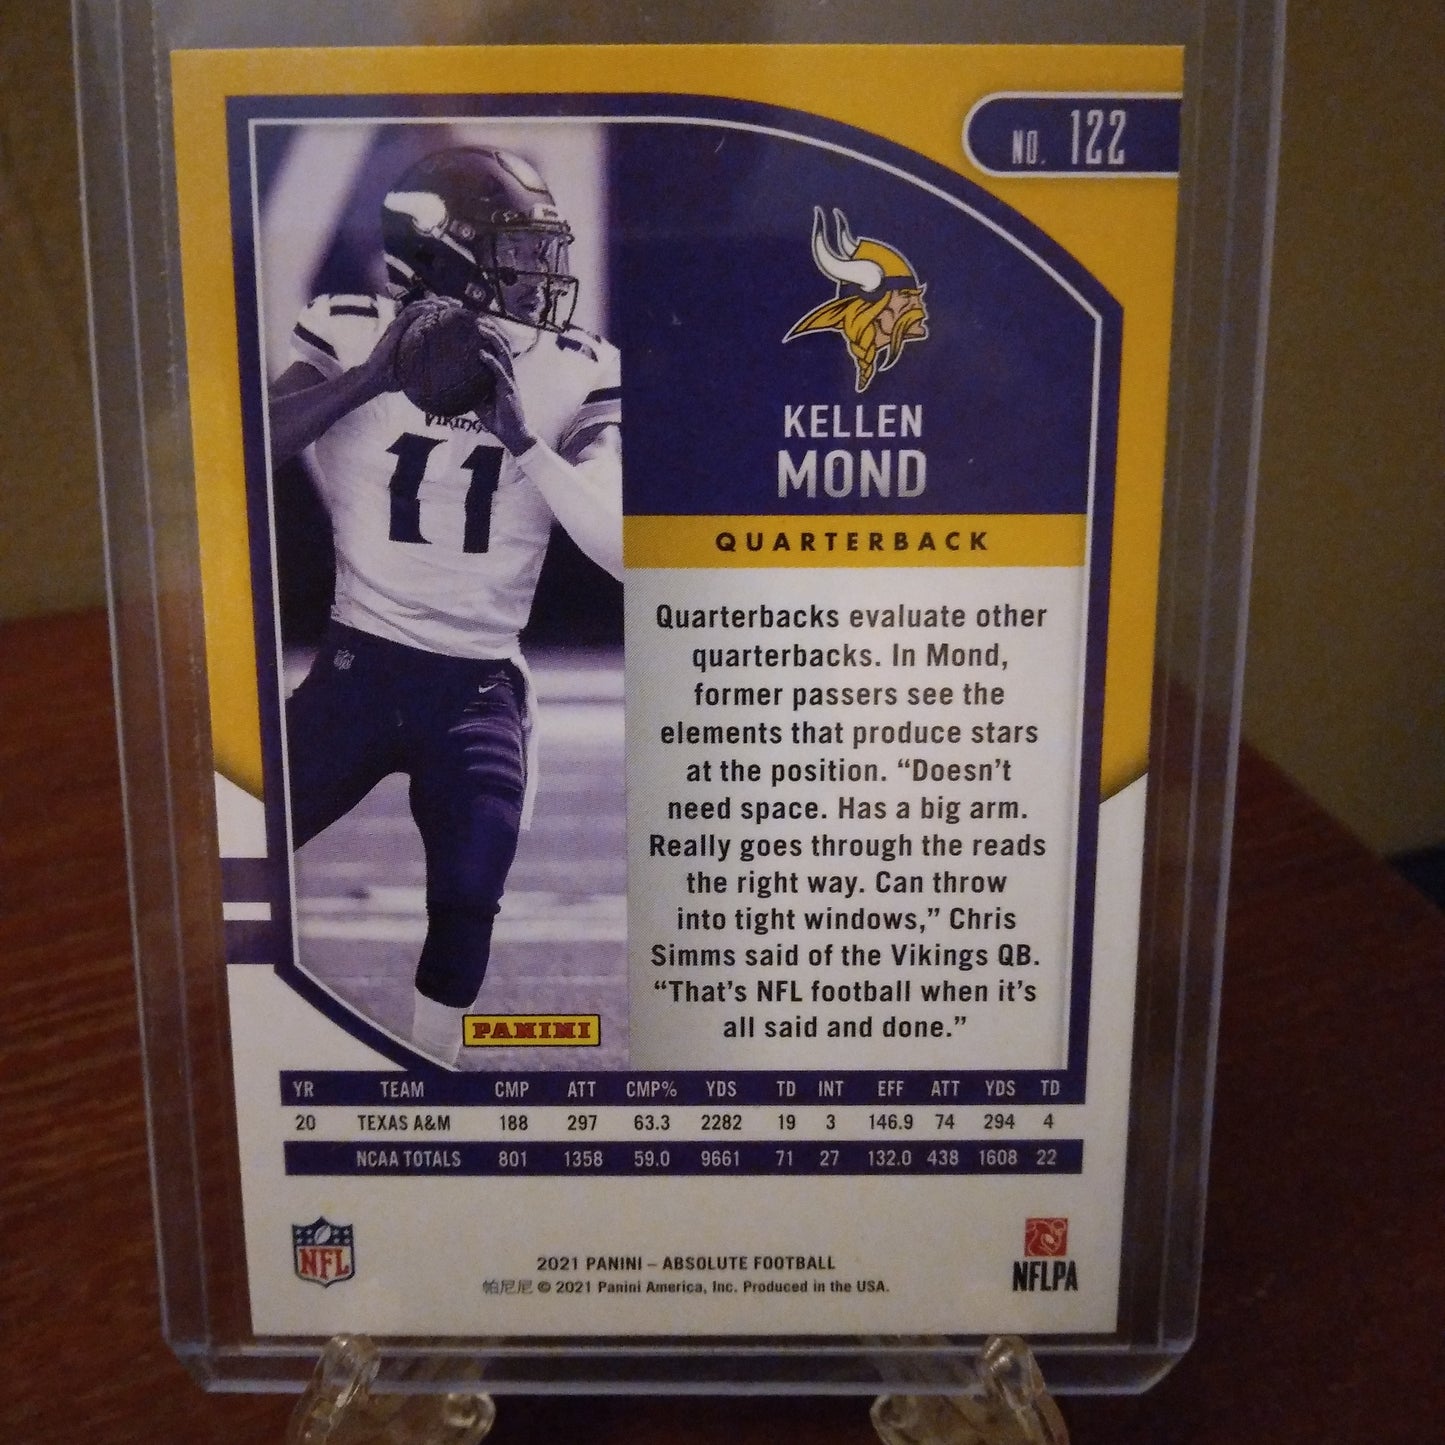 NO. 122
11
11
VIKINGS
11
KELLEN
MOND
QUARTERBACK
Quarterbacks evaluate other
quarterbacks. In Mond,
former passers see the
elements that produce stars
at the position. “Doesn’t
need space. Has a big arm.
Really goes through the reads
the right way. Can throw
into tight windows,” Chris
Simms said of the Vikings QB.
“That’s NFL football when it’s
all said and done.”
PANINI
YR TEAM CMP ATT CMP% YDS TD INT EFF ATT YDS TD
20 TEXAS A&M 188 297 63.3 2282 19 3 146.9 74 294 4
NCAA TOTALS 801 1358 59.0 9661 71 27 132.0 438 1608 22
NFL
2021 PANINI – ABSOLUTE FOOTBALL
帕尼尼 © 2021 Panini America, Inc. Produced in the USA.
NFLPA